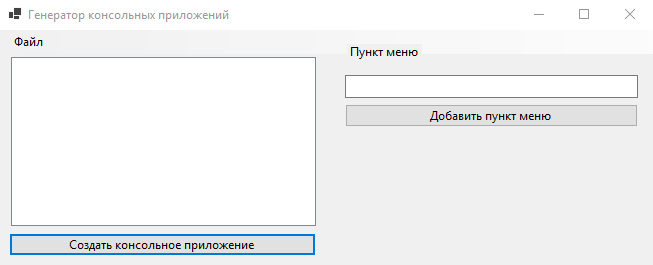 Генератор консольных приложений
Файл
Пункт меню
Добавить пункт меню
Создать консольное приложение